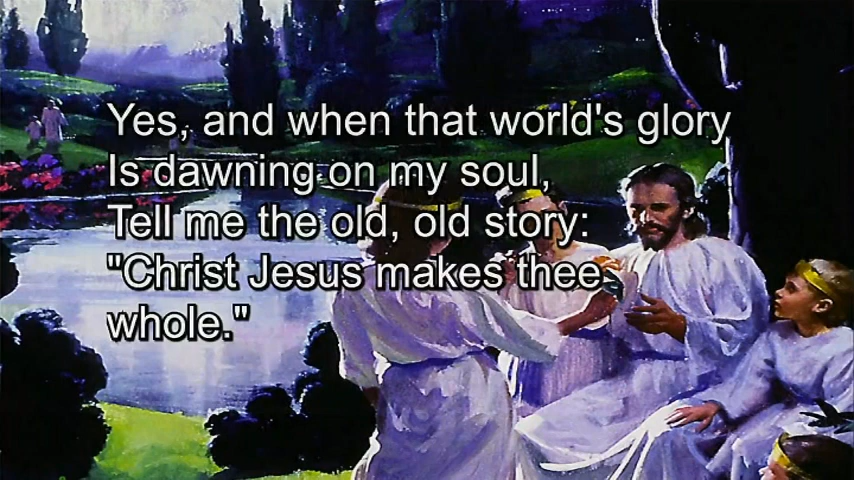 Yes, and when that world's glory
Is dawning on my soul,
Tell me the old, old story:
"Christ Jesus makes thee
whole."